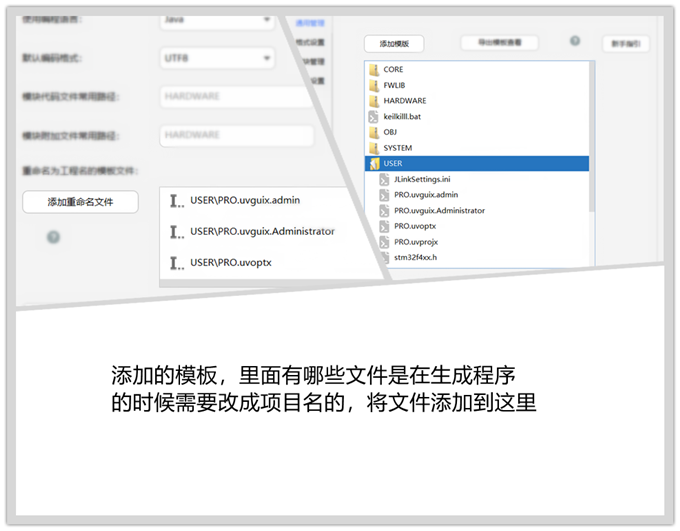 使用编程语言:
Java
默认编码格式:
UTF8
模块代码文件常用路径:
HARDWARE
模块附加文件常用路径:
HARDWARE
重命名为工程名的模板文件:
添加重命名文件
USER\PRO.uvguix.admin
USER\PRO.uvguix.Administrator
USER\PRO.uvoptx
通用管理
格式设置
块管理
设置
添加模版
导出模板查看
新手指引
CORE
FWLIB
HARDWARE
keilkilll.bat
OBJ
SYSTEM
USER
JLinkSettings.ini
PRO.uvguix.admin
PRO.uvguix.Administrator
PRO.uvoptx
PRO.uvprojx
stm32f4xx.h
添加的模板，里面有哪些文件是在生成程序
的时候需要改成项目名的，将文件添加到这里